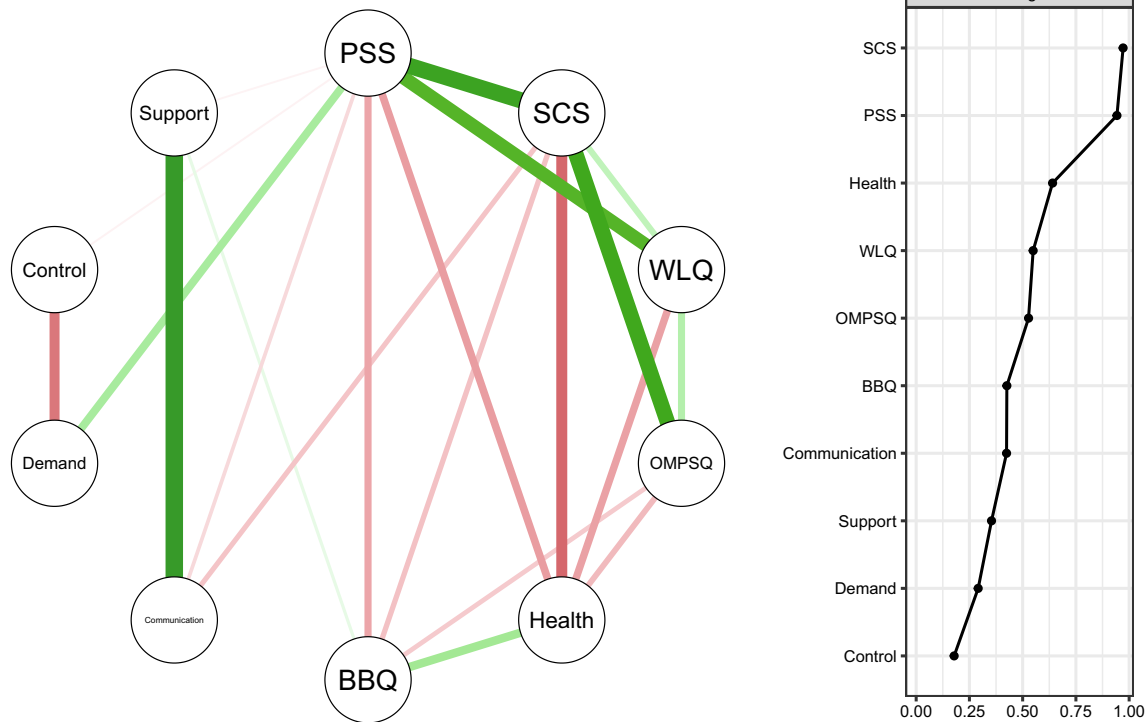 PSS
Support
SCS
Control
WLQ
Demand
OMPSQ
Communication
Health
BBQ
SCS
PSS
Health
WLQ
OMPSQ
BBQ
Communication
Support
Demand
Control
0.00 0.25 0.50 0.75 1.00